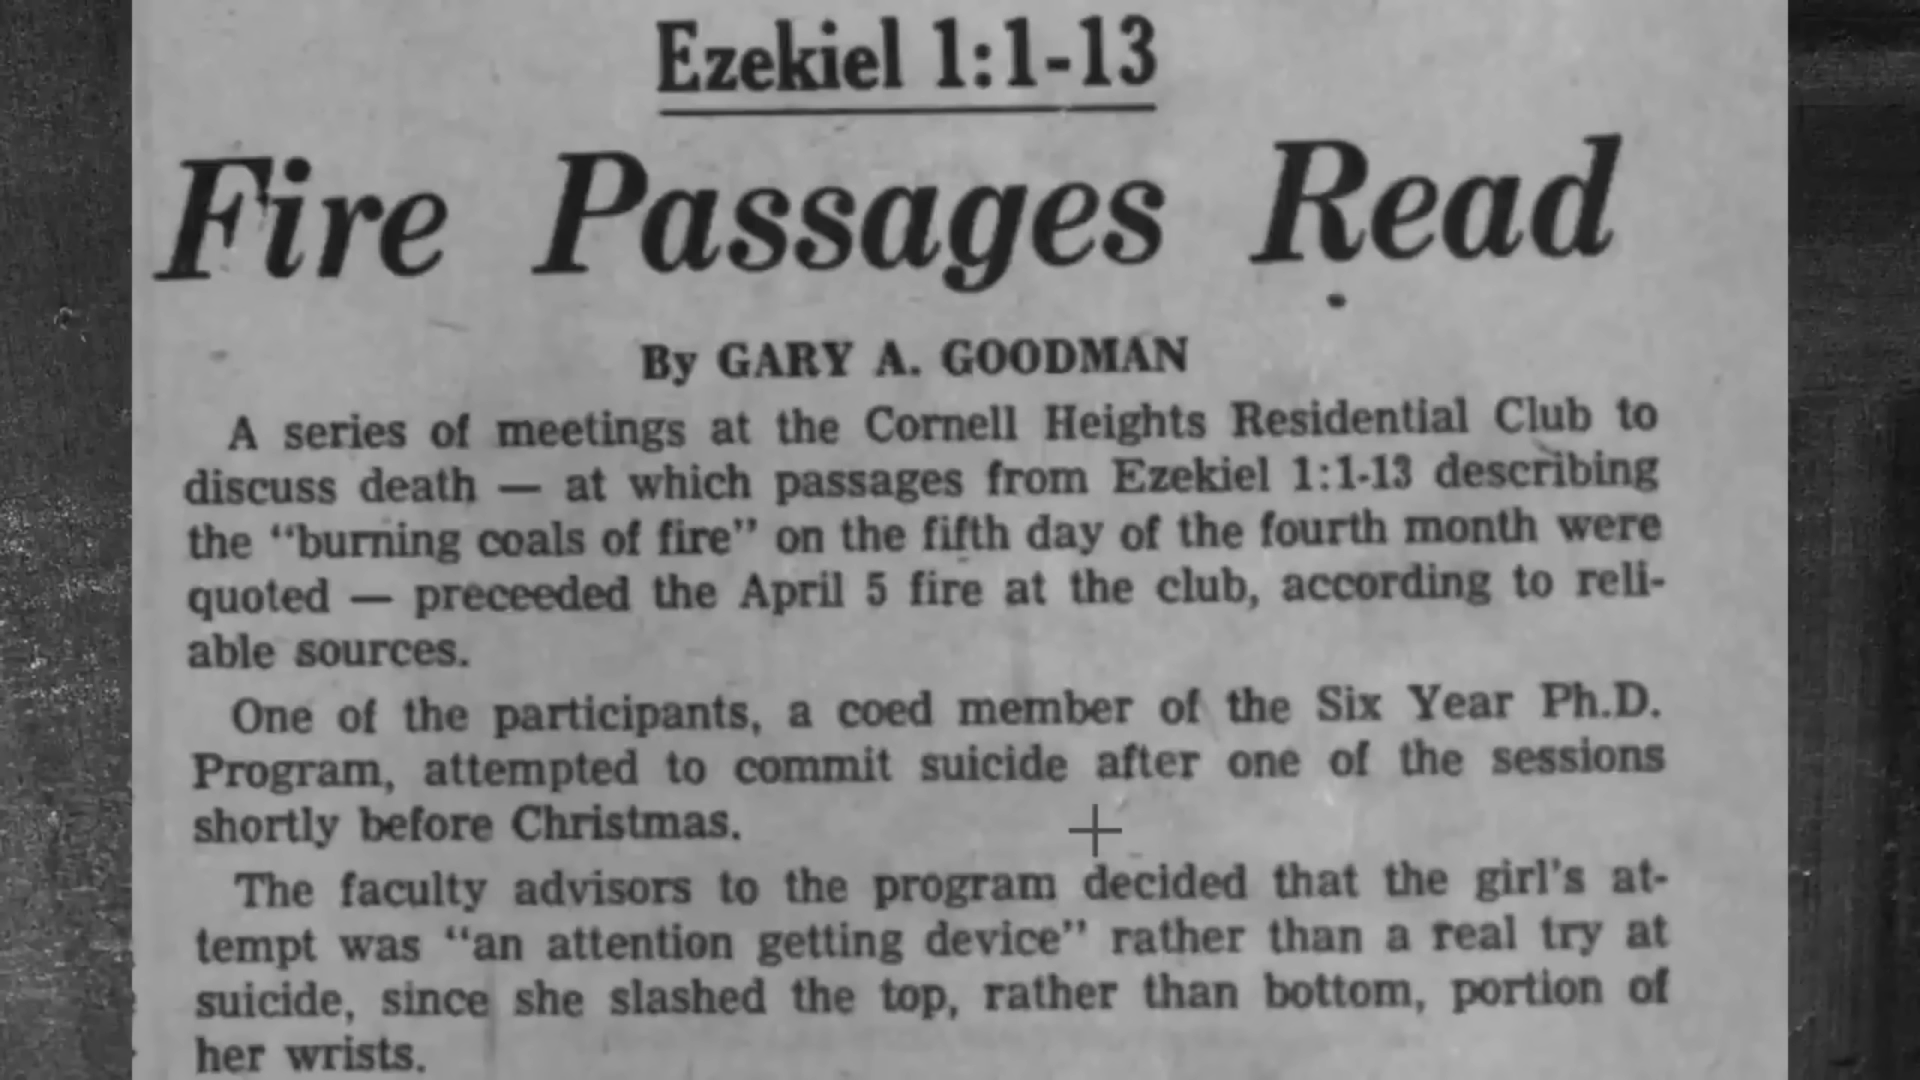 Ezekiel 1:1-13
Fire Passages Read
By GARY A. GOODMAN
A series of meetings at the Cornell Heights Residential Club to
discuss death — at which passages from Ezekiel 1:1-13 describing
the "burning coals of fire" on the fifth day of the fourth month were
quoted — preceeded the April 5 fire at the club, according to reli-
able sources.
One of the participants, a coed member of the Six Year Ph.D.
Program, attempted to commit suicide after one of the sessions
shortly before Christmas.
The faculty advisors to the program decided that the girl's at-
tempt was "an attention getting device" rather than a real try at
suicide, since she slashed the top, rather than bottom, portion of
her wrists.